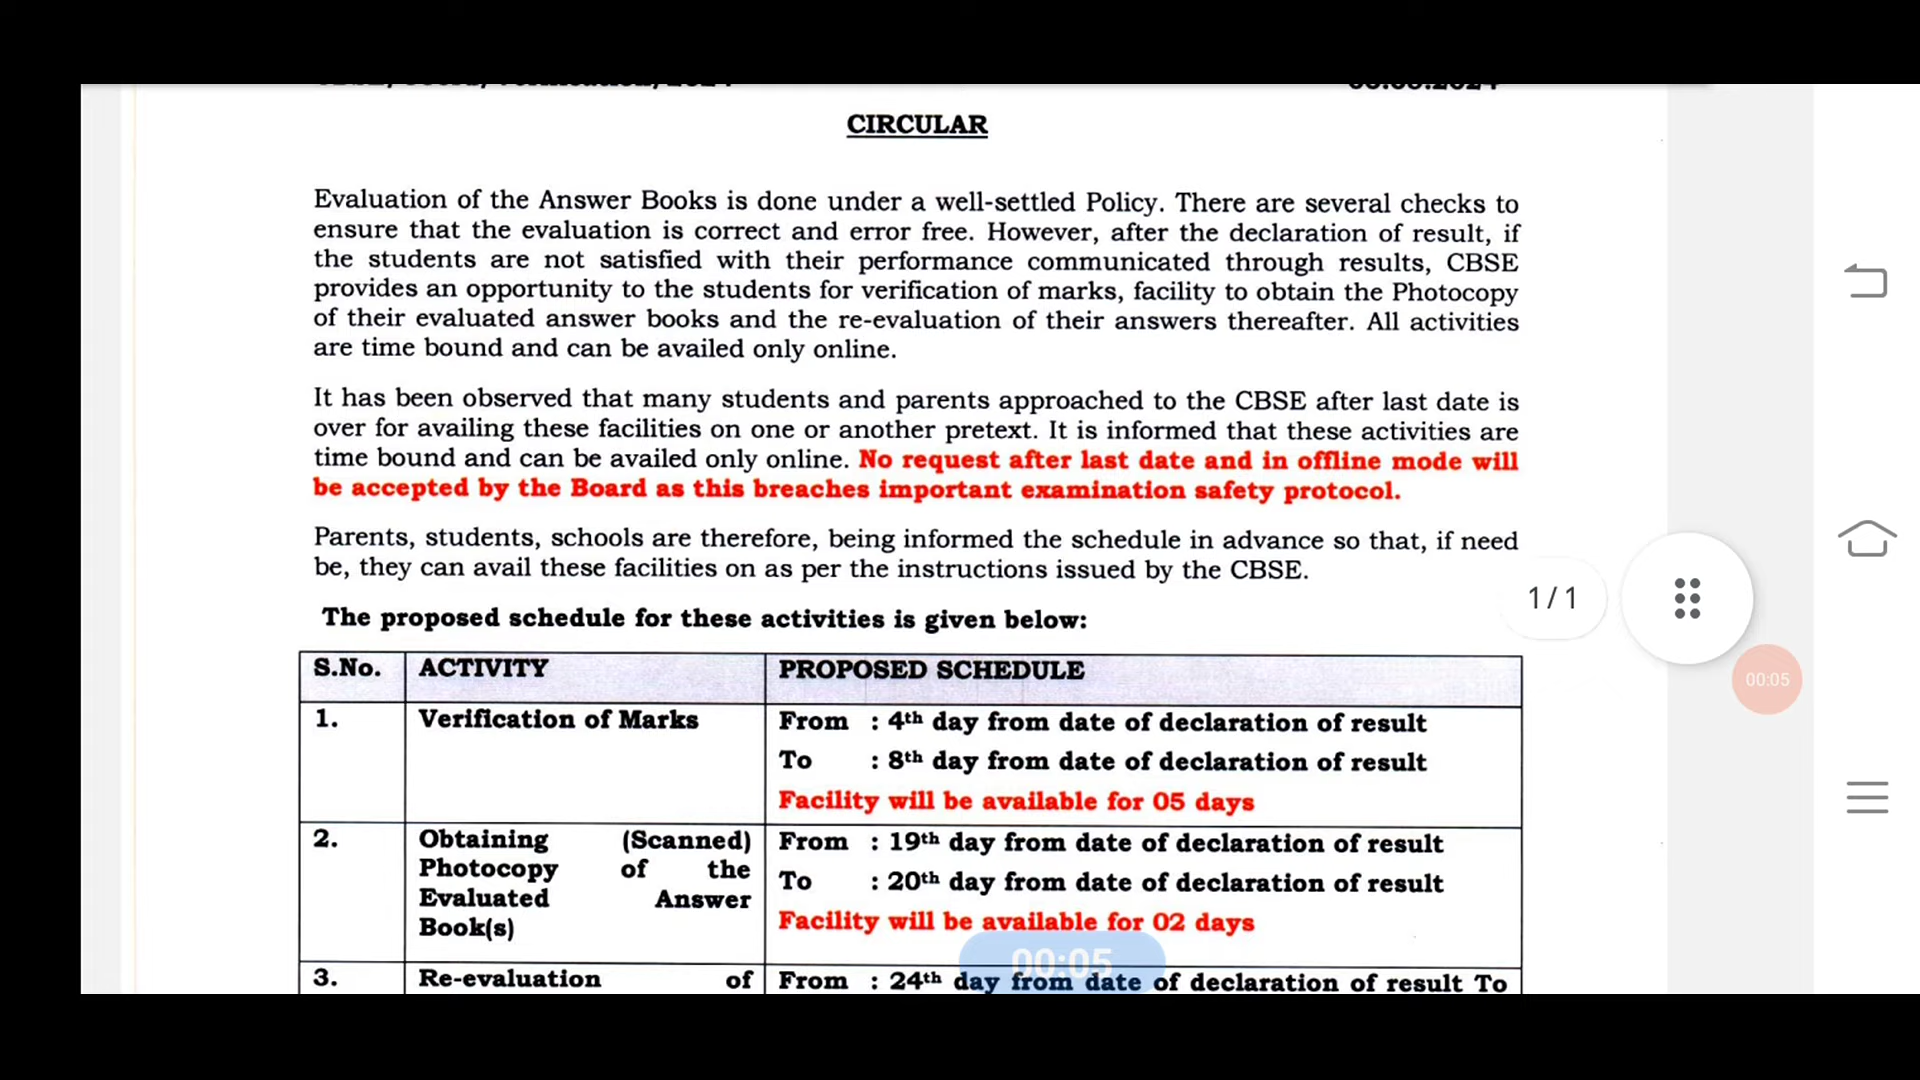 CIRCULAR
Evaluation of the Answer Books is done under a well-settled Policy. There are several checks to
ensure that the evaluation is correct and error free. However, after the declaration of result, if
the students are not satisfied with their performance communicated through results, CBSE
provides an opportunity to the students for verification of marks, facility to obtain the Photocopy
of their evaluated answer books and the re-evaluation of their answers thereafter. All activities
are time bound and can be availed only online.
It has been observed that many students and parents approached to the CBSE after last date is
over for availing these facilities on one or another pretext. It is informed that these activities are
time bound and can be availed only online. No request after last date and in offline mode will
be accepted by the Board as this breaches important examination safety protocol.
Parents, students, schools are therefore, being informed the schedule in advance so that, if need
be, they can avail these facilities on as per the instructions issued by the CBSE.
1/1
The proposed schedule for these activities is given below:
00:05
S.No. ACTIVITY PROPOSED SCHEDULE
1. Verification of Marks From : 4th day from date of declaration of result
To : 8th day from date of declaration of result
Facility will be available for 05 days
2. Obtaining (Scanned) From : 19th day from date of declaration of result
Photocopy of the
To : 20th day from date of declaration of result
Evaluated Answer
Book(s) Facility will be available for 02 days
00:05
3. Re-evaluation of From : 24th day from date of declaration of result To